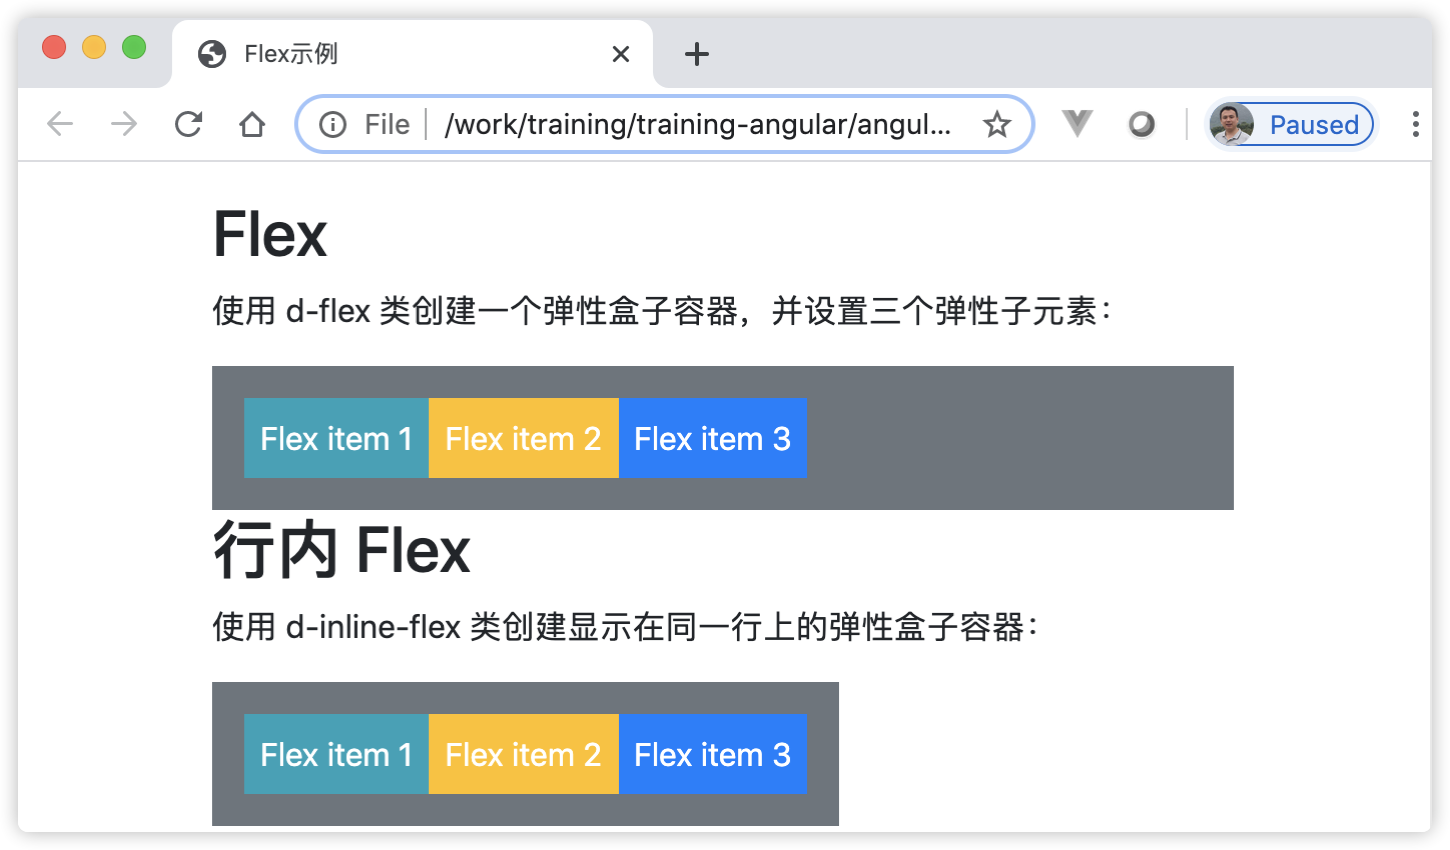 Flex示例
File
/work/training/training-angular/angul...
Paused
Flex
使用 d-flex 类创建一个弹性盒子容器，并设置三个弹性子元素：
Flex item 1 Flex item 2 Flex item 3
行内 Flex
使用 d-inline-flex 类创建显示在同一行上的弹性盒子容器：
Flex item 1 Flex item 2 Flex item 3